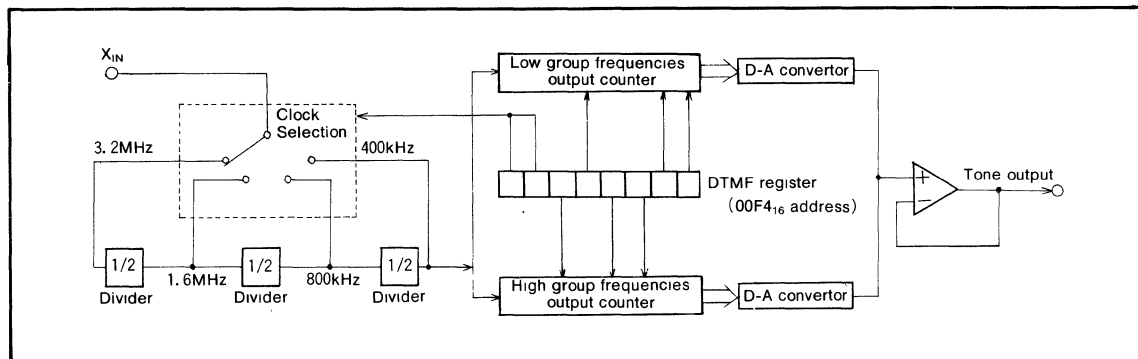 X_IN
Clock
Selection
3.2MHz
400kHz
1/2
Divider
1.6MHz
1/2
Divider
800kHz
1/2
Divider
Low group frequencies
output counter
D-A convertor
DTMF register
(00F4₁₆ address)
High group frequencies
output counter
D-A convertor
+
−
Tone output